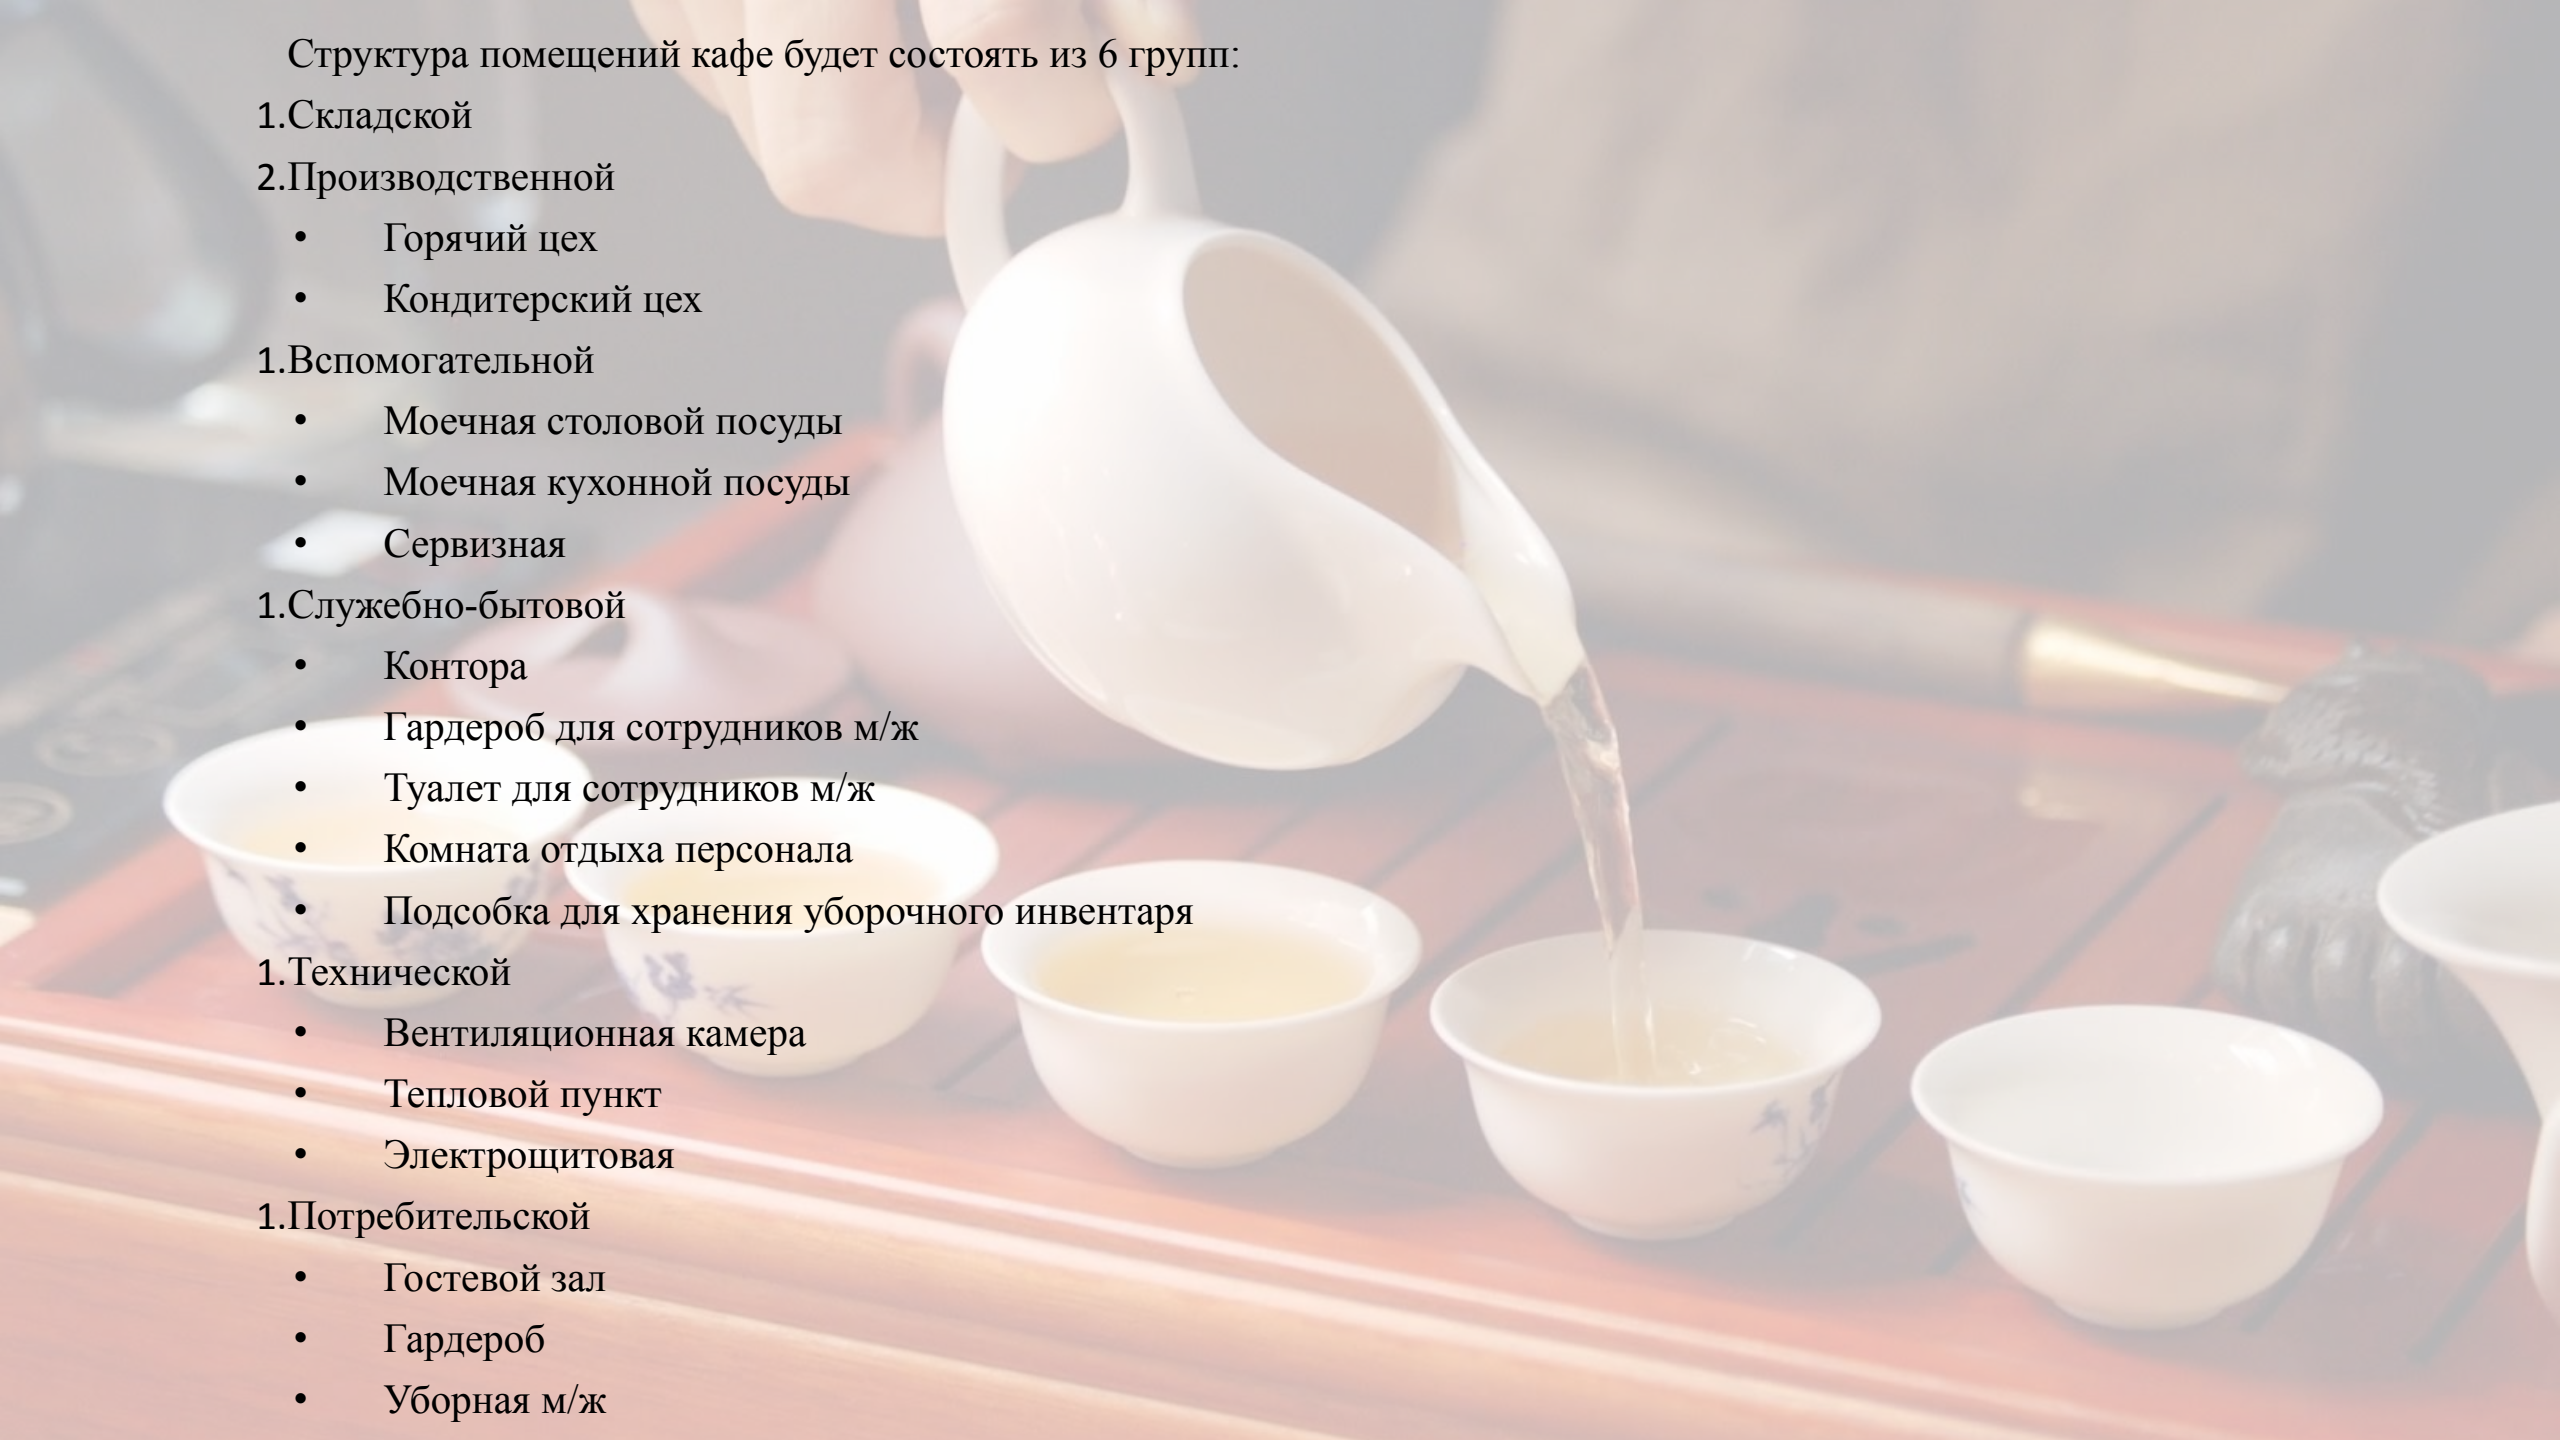 Структура помещений кафе будет состоять из 6 групп:
1.Складской
2.Производственной
• Горячий цех
• Кондитерский цех
1.Вспомогательной
• Моечная столовой посуды
• Моечная кухонной посуды
• Сервизная
1.Служебно-бытовой
• Контора
• Гардероб для сотрудников м/ж
• Туалет для сотрудников м/ж
• Комната отдыха персонала
• Подсобка для хранения уборочного инвентаря
1.Технической
• Вентиляционная камера
• Тепловой пункт
• Электрощитовая
1.Потребительской
• Гостевой зал
• Гардероб
• Уборная м/ж